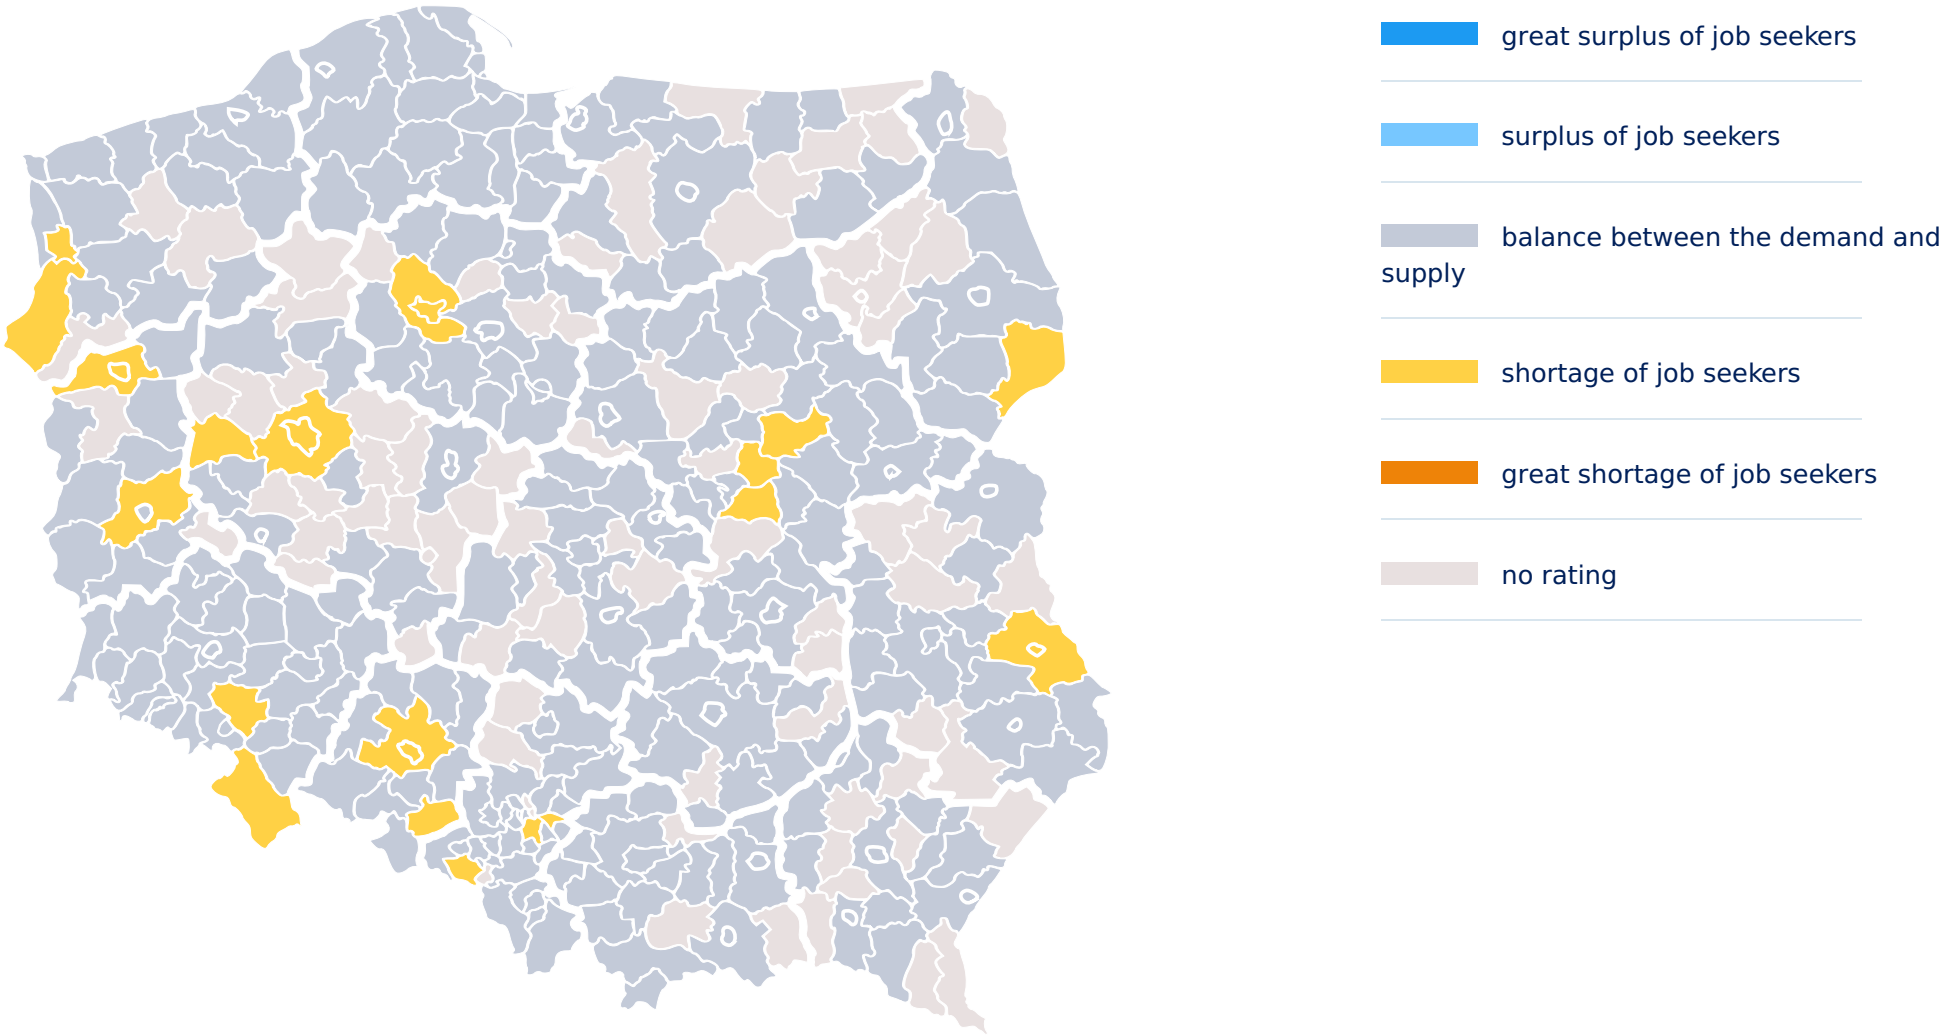 great surplus of job seekers
surplus of job seekers
balance between the demand and
supply
shortage of job seekers
great shortage of job seekers
no rating